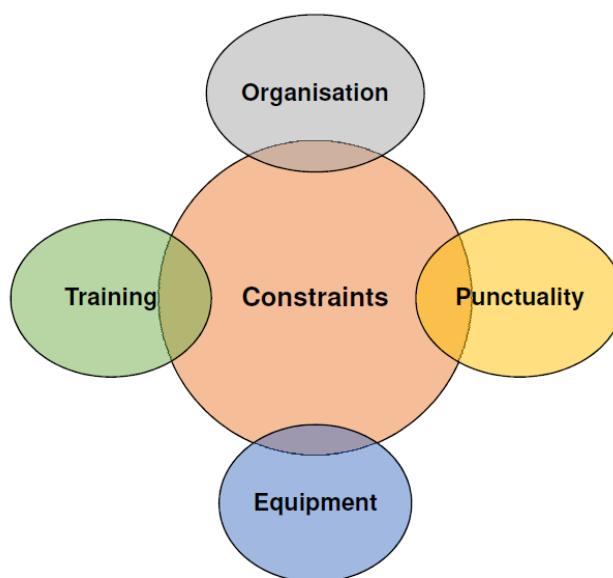 Organisation
Training
Constraints
Punctuality
Equipment